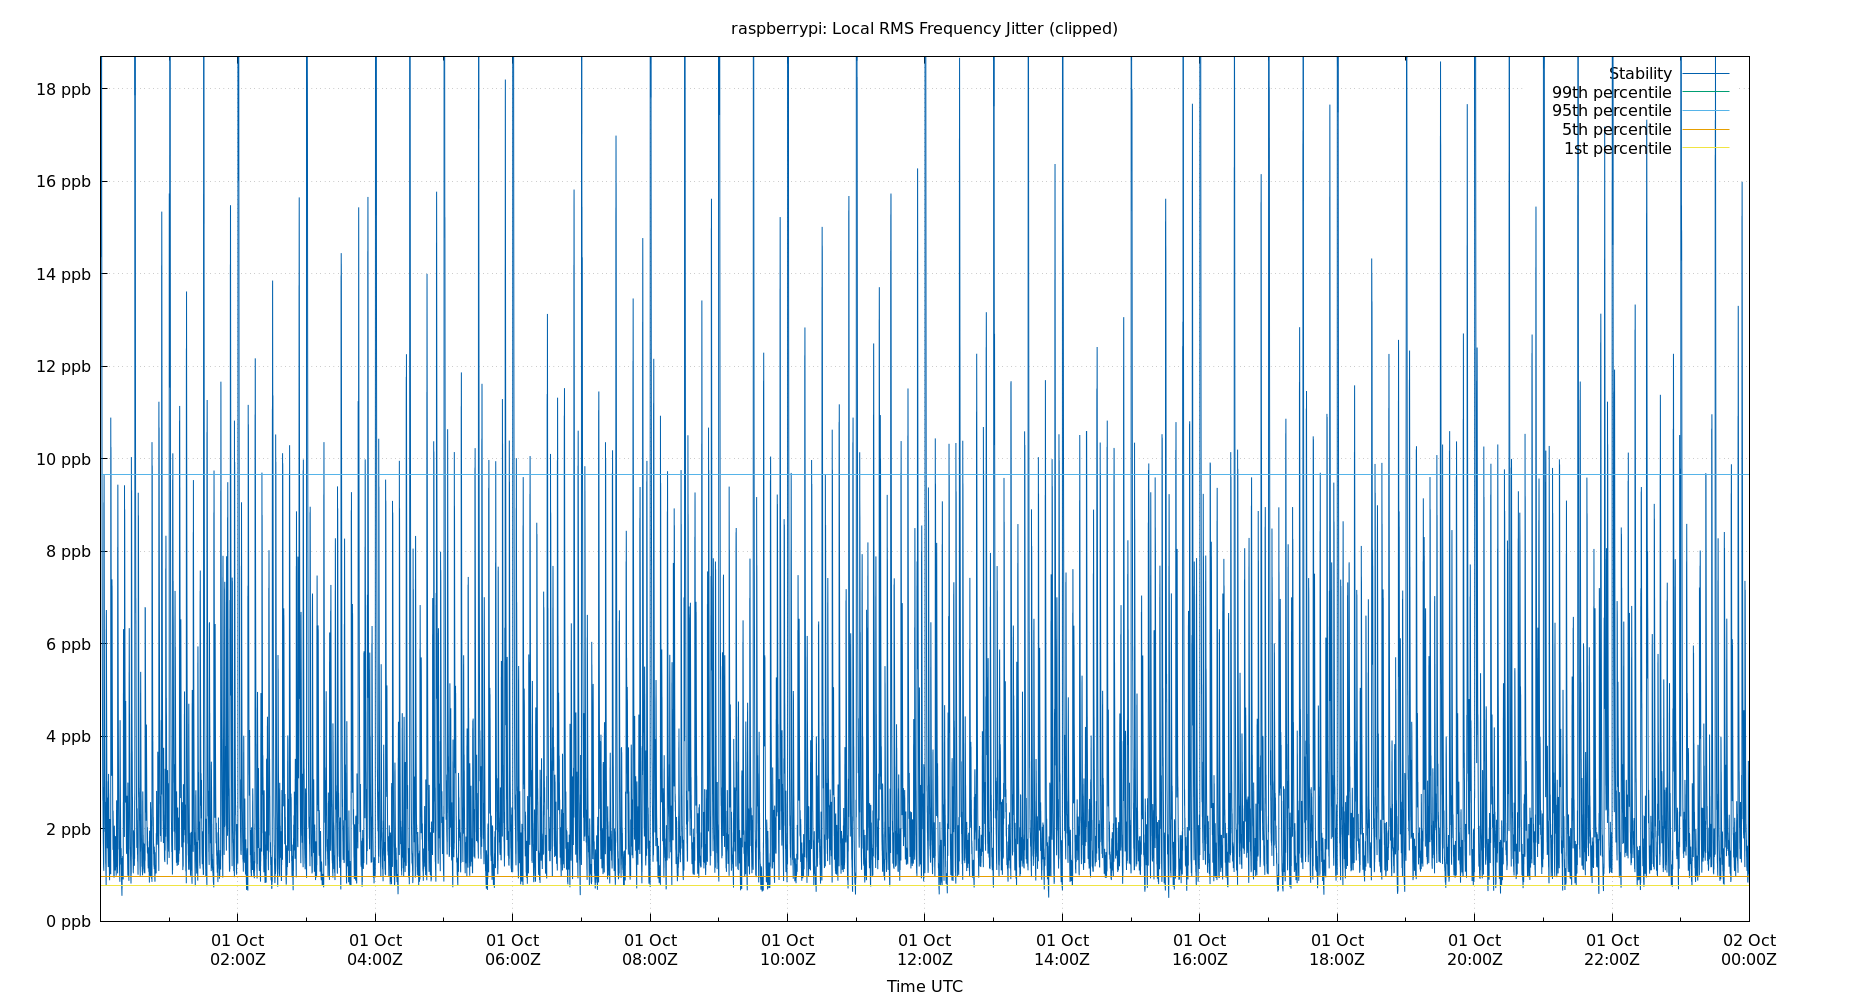 raspberrypi: Local RMS Frequency Jitter (clipped)
Stability
99th percentile
95th percentile
5th percentile
1st percentile
18 ppb
16 ppb
14 ppb
12 ppb
10 ppb
8 ppb
6 ppb
4 ppb
2 ppb
0 ppb
01 Oct 01 Oct 01 Oct 01 Oct 01 Oct 01 Oct 01 Oct 01 Oct 01 Oct 01 Oct 01 Oct 02 Oct
02:00Z 04:00Z 06:00Z 08:00Z 10:00Z 12:00Z 14:00Z 16:00Z 18:00Z 20:00Z 22:00Z 00:00Z
Time UTC